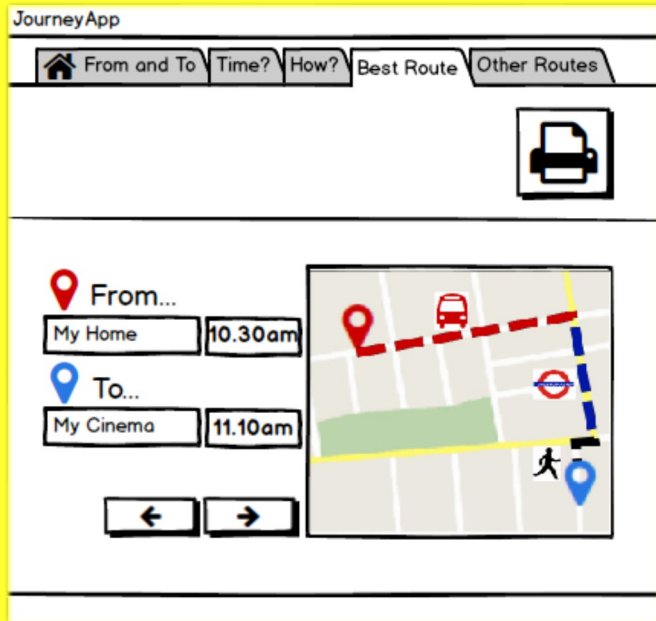 JourneyApp
From and To Time? How? Best Route Other Routes
From...
My Home 10.30am
To...
My Cinema 11.10am